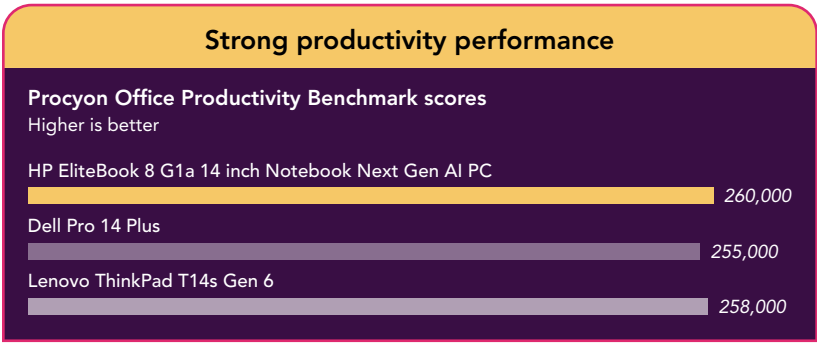 Strong productivity performance
Procyon Office Productivity Benchmark scores
Higher is better
HP EliteBook 8 G1a 14 inch Notebook Next Gen AI PC
260,000
Dell Pro 14 Plus
255,000
Lenovo ThinkPad T14s Gen 6
258,000